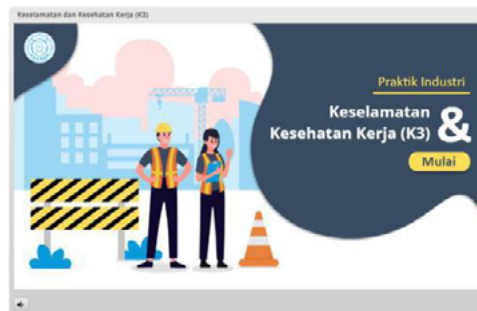 Keselamatan dan Kesehatan Kerja (K3)
Praktik Industri
Keselamatan
Kesehatan Kerja (K3) &
Mulai